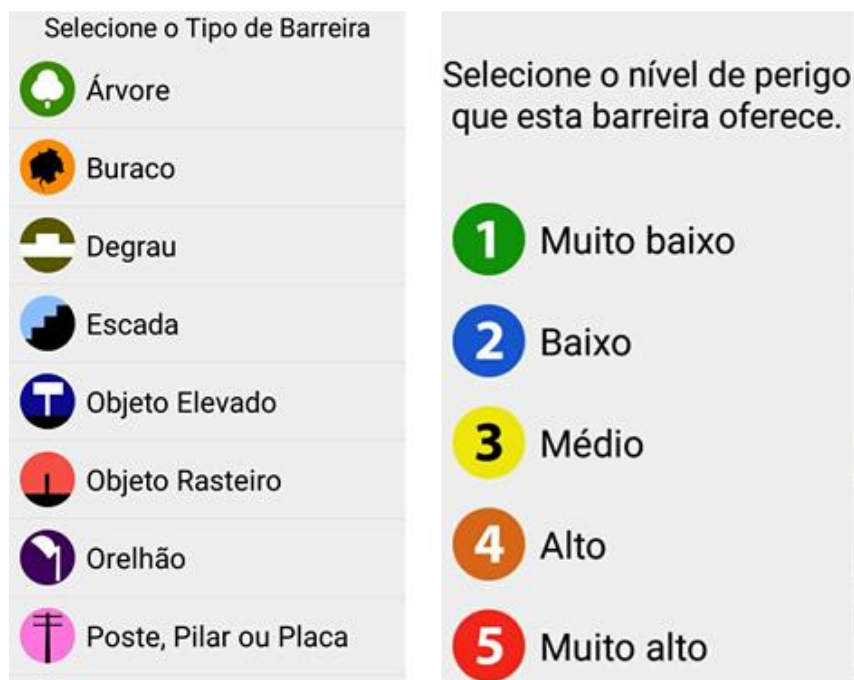 Selecione o Tipo de Barreira
Árvore
Buraco
Degrau
Escada
Objeto Elevado
Objeto Rasteiro
Orelhão
Poste, Pilar ou Placa
Selecione o nível de perigo
que esta barreira oferece.
1 Muito baixo
2 Baixo
3 Médio
4 Alto
5 Muito alto